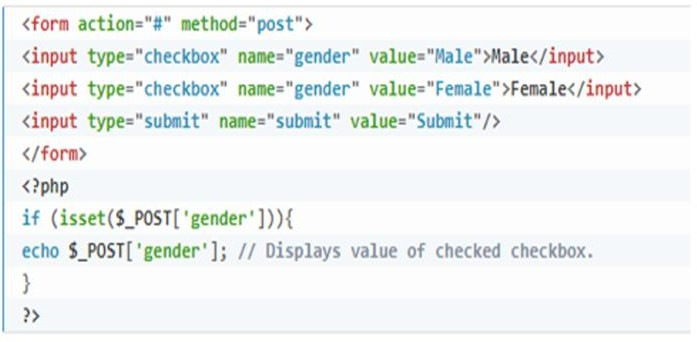 <form action="#" method="post">
<input type="checkbox" name="gender" value="Male">Male</input>
<input type="checkbox" name="gender" value="Female">Female</input>
<input type="submit" name="submit" value="Submit"/>
</form>
<?php
if (isset($_POST['gender'])){
echo $_POST['gender']; // Displays value of checked checkbox.
}
?>